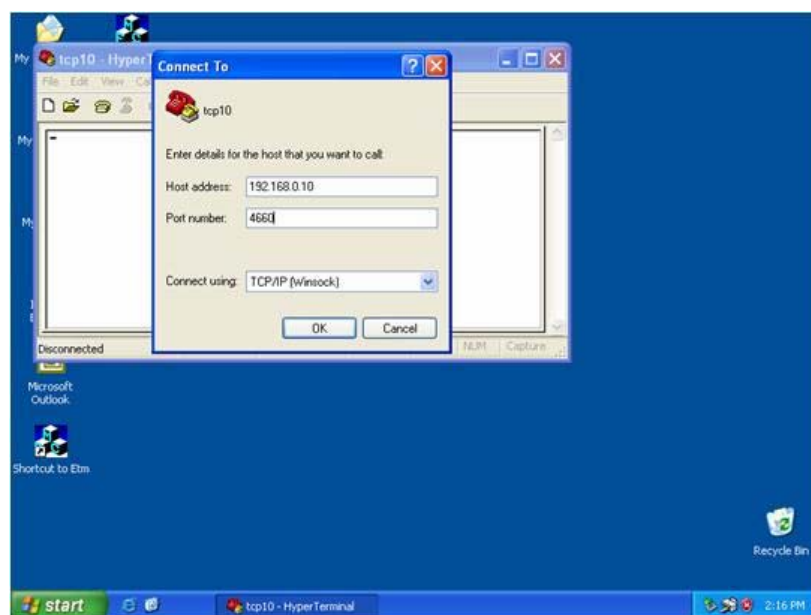 My
tcp10 - HyperT
Connect To
File Edit View Ca
tcp10
My
Enter details for the host that you want to call:
Host address: 192.168.0.10
Port number: 4660
My
Connect using: TCP/IP (Winsock)
OK Cancel
Disconnected
NUM Capture
Microsoft
Outlook
Shortcut to Etm
Recycle Bin
start
tcp10 - HyperTerminal
2:16 PM